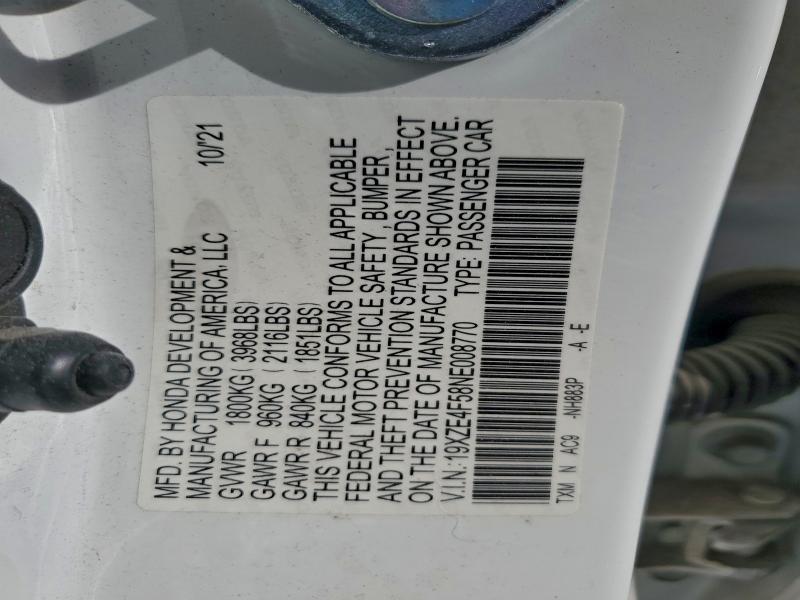 MFD. BY HONDA DEVELOPMENT &
MANUFACTURING OF AMERICA, LLC 10/'21
GVWR 1800KG ( 3968LBS)
GAWR F 960KG ( 2116LBS)
GAWR R 840KG ( 1851LBS)
THIS VEHICLE CONFORMS TO ALL APPLICABLE
FEDERAL MOTOR VEHICLE SAFETY, BUMPER,
AND THEFT PREVENTION STANDARDS IN EFFECT
ON THE DATE OF MANUFACTURE SHOWN ABOVE.
V.I.N.:19XZE4F58NE008770 TYPE: PASSENGER CAR
TXM N AC9 -NH883P -A -E